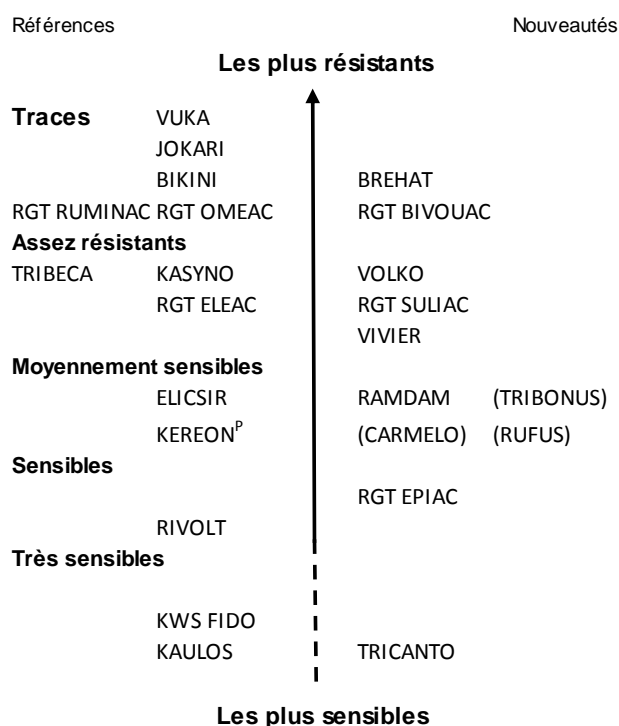 Références Nouveautés
Les plus résistants
Traces VUKA
JOKARI
BIKINI BREHAT
RGT RUMINAC RGT OMEAC RGT BIVOUAC
Assez résistants
TRIBECA KASYNO VOLKO
RGT ELEAC RGT SULIAC
VIVIER
Moyennement sensibles
ELICSIR RAMDAM (TRIBONUS)
KEREONᴾ (CARMELO) (RUFUS)
Sensibles
RGT EPIAC
RIVOLT
Très sensibles
KWS FIDO
KAULOS TRICANTO
Les plus sensibles